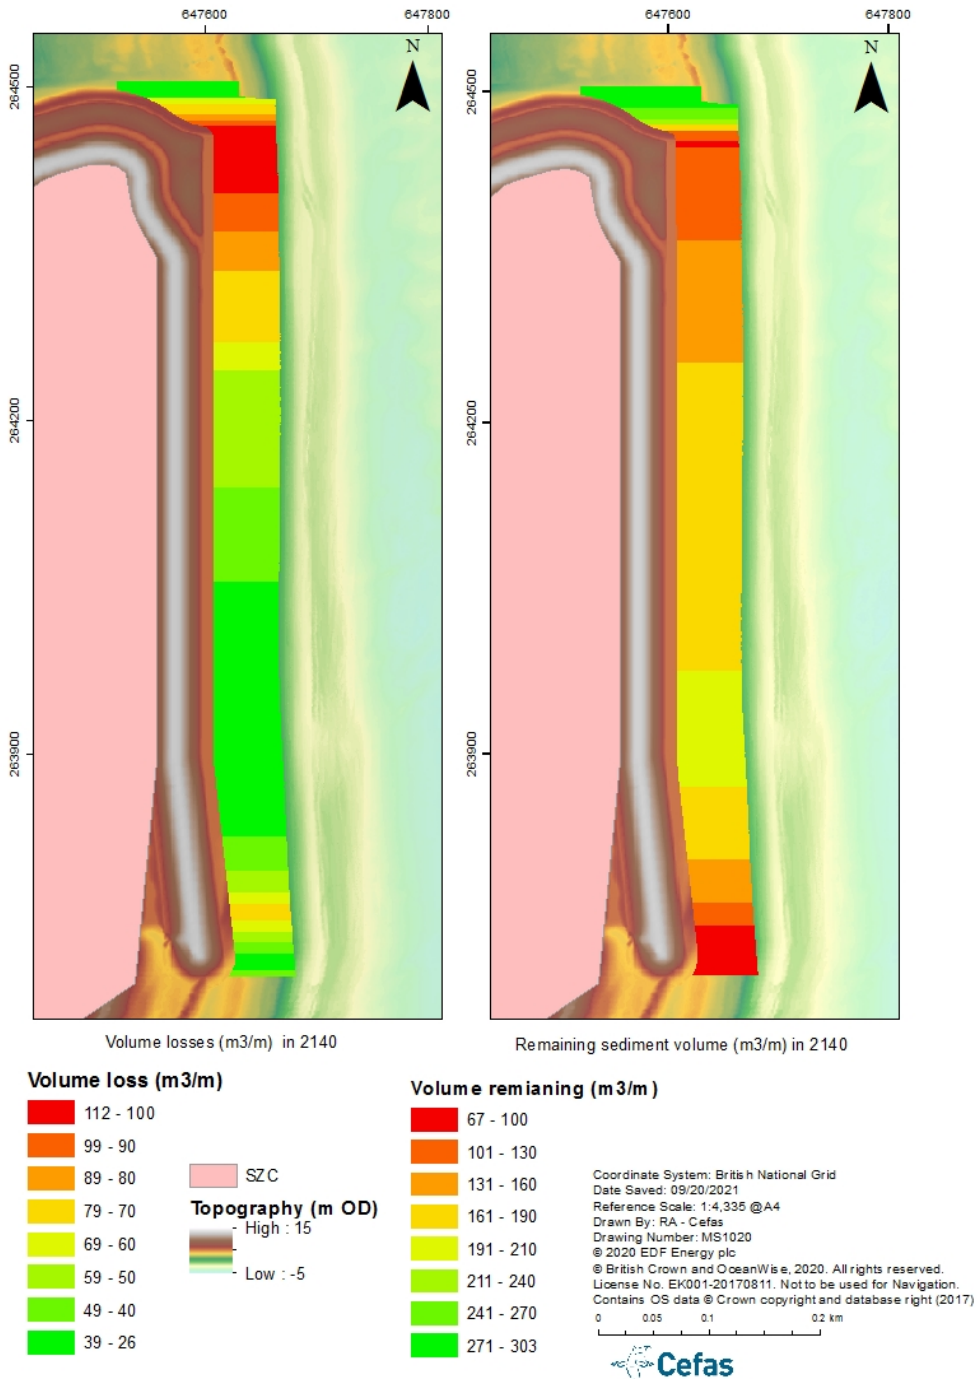 647600
647800
647600
647800
N
N
264500
264500
264200
264200
263900
263900
Volume losses (m3/m) in 2140
Remaining sediment volume (m3/m) in 2140
Volume loss (m3/m)
112 - 100
99 - 90
89 - 80
79 - 70
69 - 60
59 - 50
49 - 40
39 - 26
SZC
Topography (m OD)
High : 15
Low : -5
Volume remianing (m3/m)
67 - 100
101 - 130
131 - 160
161 - 190
191 - 210
211 - 240
241 - 270
271 - 303
Coordinate System: British National Grid
Date Saved: 09/20/2021
Reference Scale: 1:4,335 @A4
Drawn By: RA - Cefas
Drawing Number: MS1020
© 2020 EDF Energy plc
© British Crown and OceanWise, 2020. All rights reserved.
License No. EK001-20170811. Not to be used for Navigation.
Contains OS data © Crown copyright and database right (2017)
0 0.05 0.1 0.2 km
Cefas